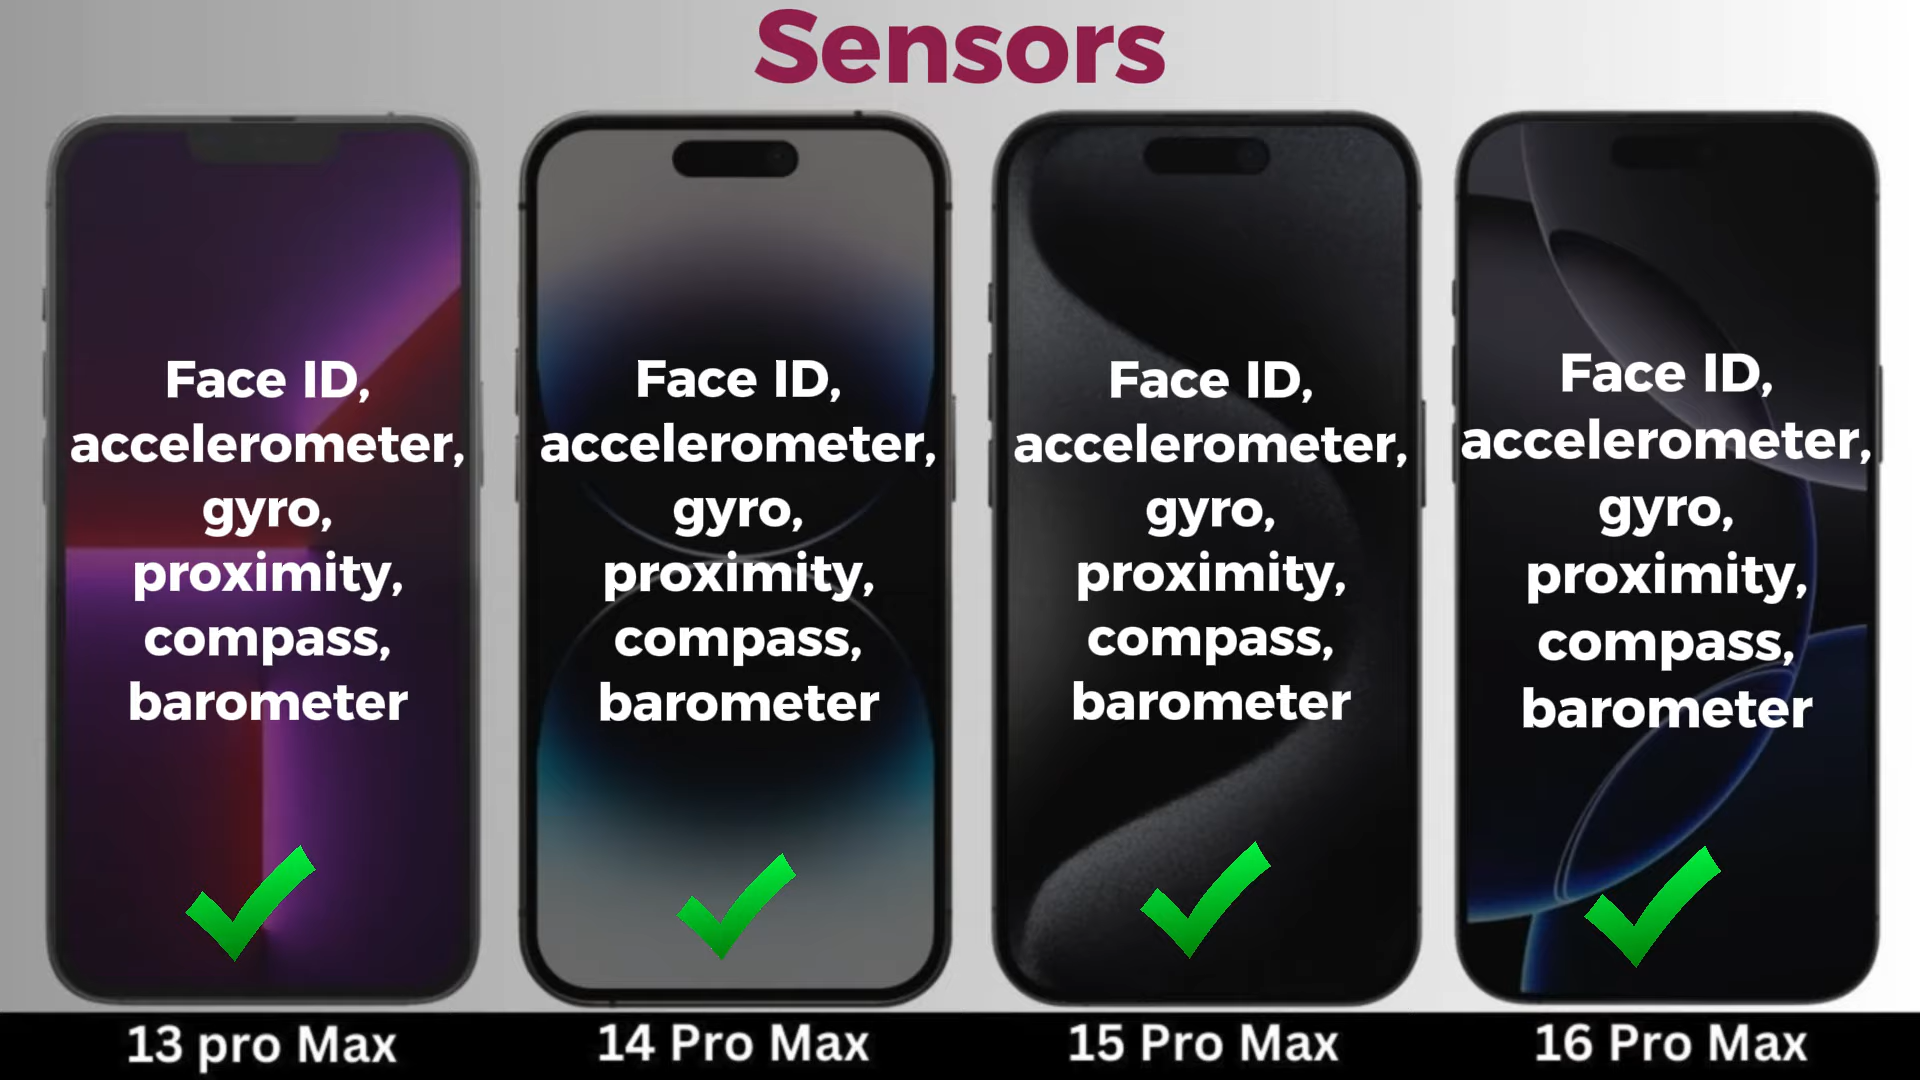 Sensors
Face ID,
accelerometer,
gyro,
proximity,
compass,
barometer
Face ID,
accelerometer,
gyro,
proximity,
compass,
barometer
Face ID,
accelerometer,
gyro,
proximity,
compass,
barometer
Face ID,
accelerometer,
gyro,
proximity,
compass,
barometer
13 pro Max
14 Pro Max
15 Pro Max
16 Pro Max